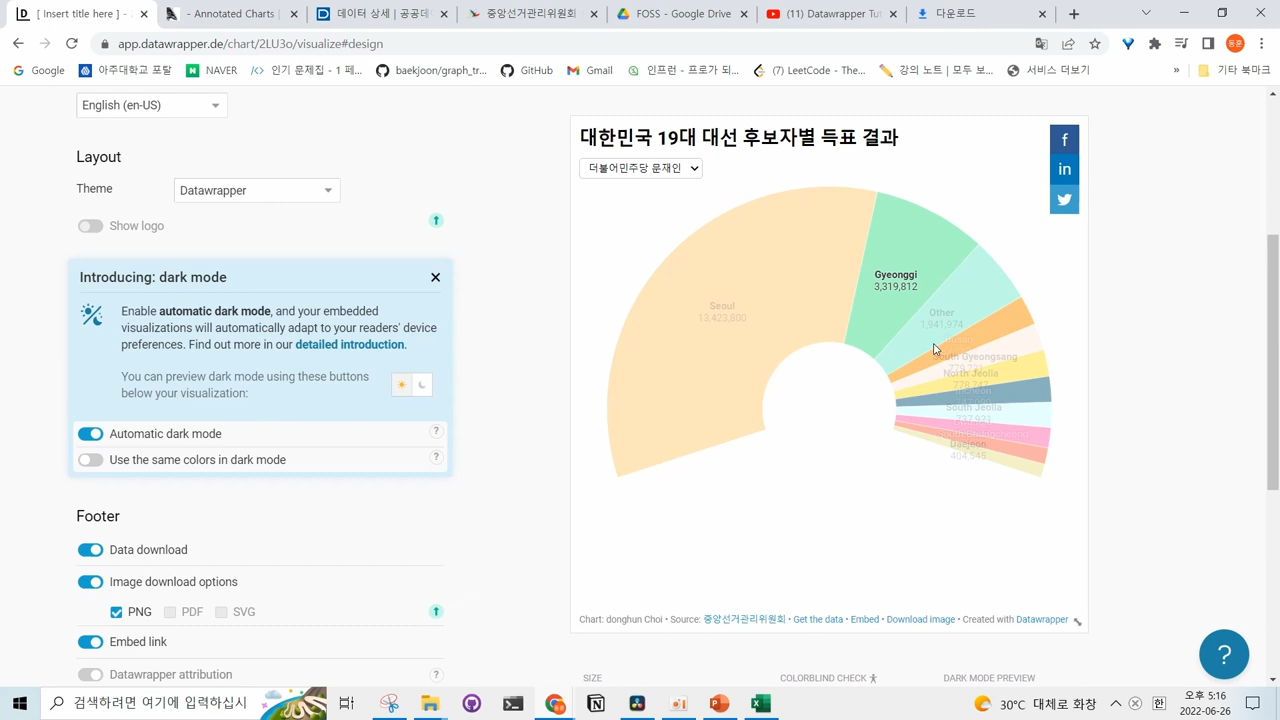 [ Insert title here ] -
- Annotated Charts
데이터 상세 | 공공데
중앙선거관리위원회
FOSS - Google Drive
(11) Datawrapper Tut
다운로드
app.datawrapper.de/chart/2LU3o/visualize#design
동훈
Google
아주대학교 포탈
NAVER
인기 문제집 - 1 페...
baekjoon/graph_tr...
GitHub
Gmail
인프런 - 프로가 되...
(7) LeetCode - The...
강의 노트 | 모두 보...
서비스 더보기
»
기타 북마크
English (en-US)
Layout
Theme
Datawrapper
Show logo
Introducing: dark mode
Enable automatic dark mode, and your embedded
visualizations will automatically adapt to your readers' device
preferences. Find out more in our detailed introduction.
You can preview dark mode using these buttons
below your visualization:
Automatic dark mode
?
Use the same colors in dark mode
?
Footer
Data download
Image download options
PNG
PDF
SVG
Embed link
Datawrapper attribution
?
대한민국 19대 대선 후보자별 득표 결과
더불어민주당 문재인
f
in
Seoul
13,423,800
Gyeonggi
3,319,812
Other
1,941,974
South Gyeongsang
North Jeolla
778,747
Incheon
South Jeolla
737,921
Daejeon
404,545
Chart: donghun Choi • Source: 중앙선거관리위원회 • Get the data • Embed • Download image • Created with Datawrapper
SIZE
COLORBLIND CHECK
DARK MODE PREVIEW
?
검색하려면 여기에 입력하십시
30°C 대체로 화창
한
오후 5:16
2022-06-26